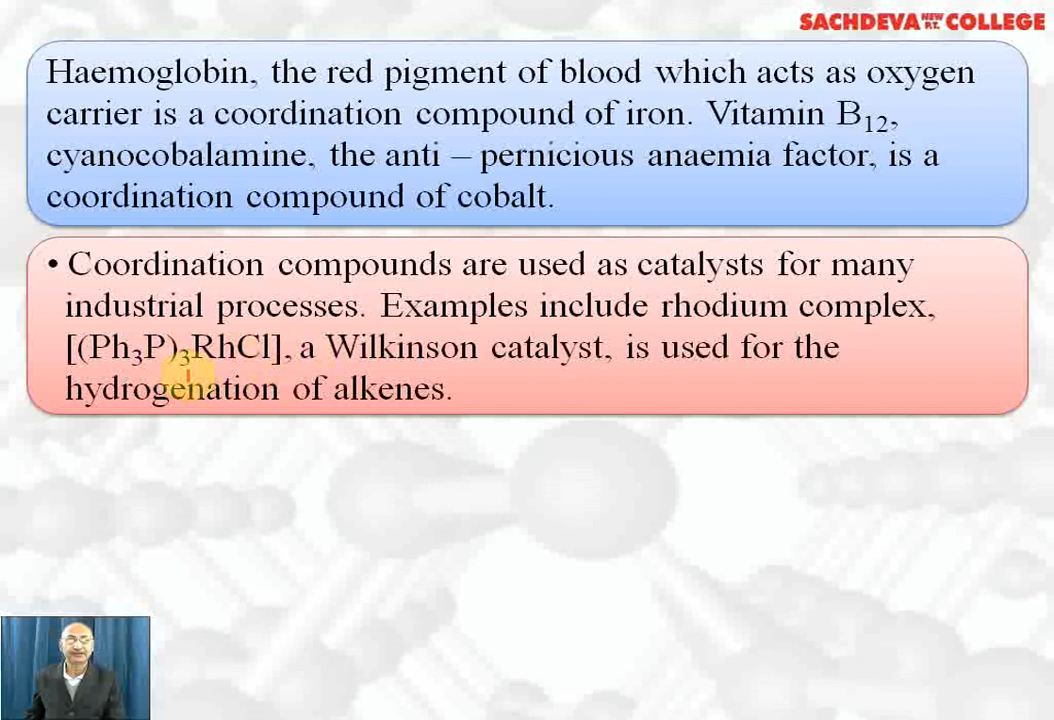 SACHDEVA NEW P.T. COLLEGE
Haemoglobin, the red pigment of blood which acts as oxygen
carrier is a coordination compound of iron. Vitamin B₁₂,
cyanocobalamine, the anti – pernicious anaemia factor, is a
coordination compound of cobalt.
• Coordination compounds are used as catalysts for many
industrial processes. Examples include rhodium complex,
[(Ph₃P)₃RhCl], a Wilkinson catalyst, is used for the
hydrogenation of alkenes.